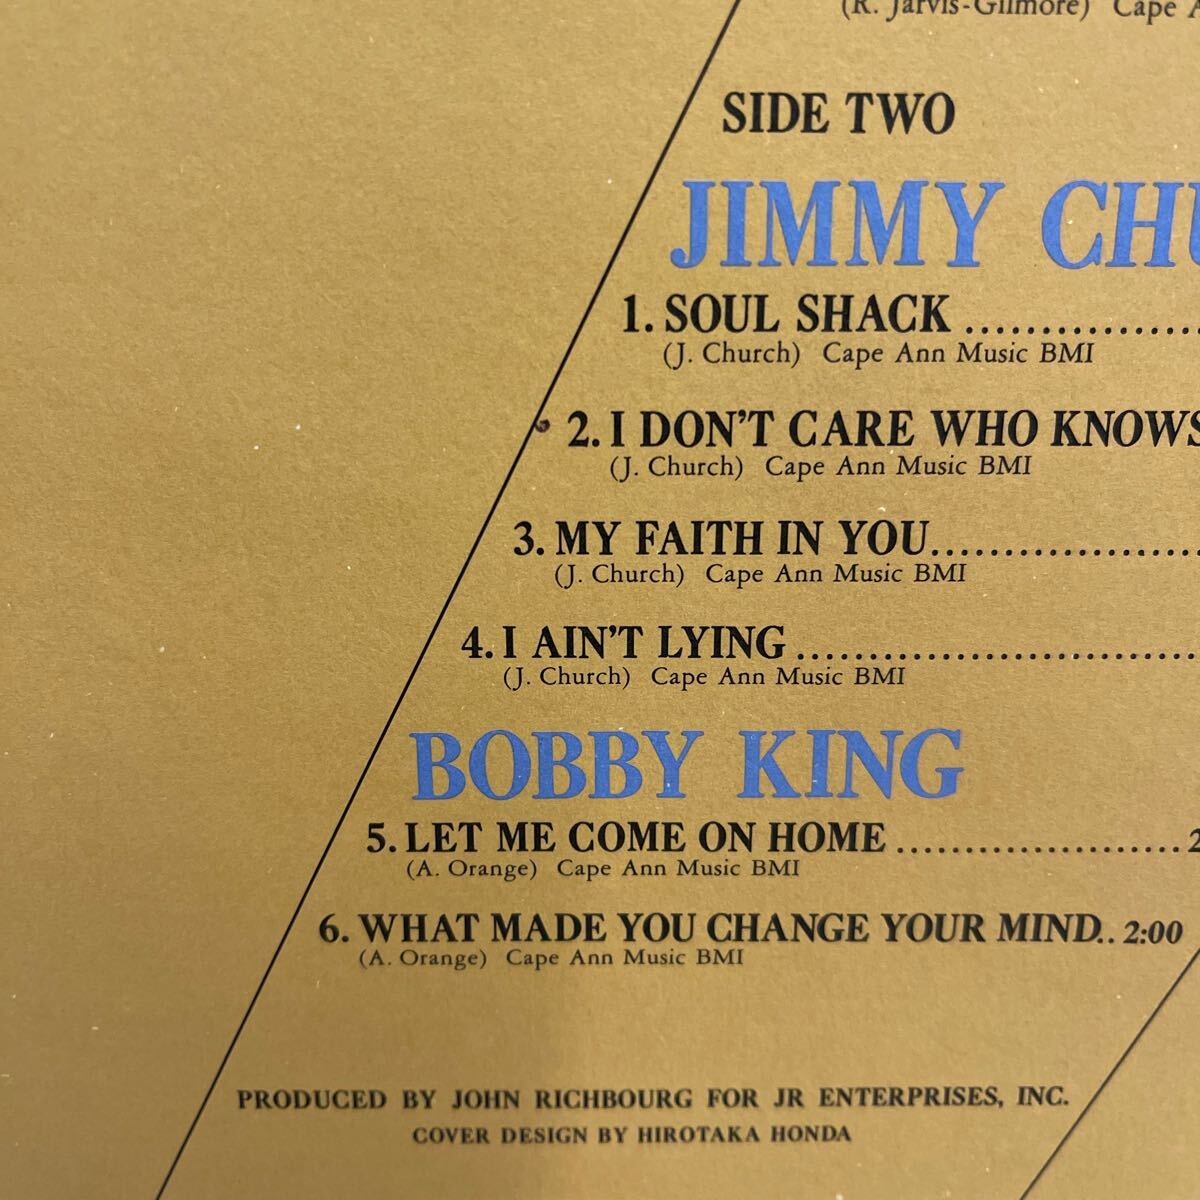 (R. Jarvis-Gilmore) Cape
SIDE TWO
JIMMY
1. SOUL SHACK ..................
(J. Church) Cape Ann Music BMI
2. I DON'T CARE WHO KNOWS
(J. Church) Cape Ann Music BMI
3. MY FAITH IN YOU....................
(J. Church) Cape Ann Music BMI
4. I AIN'T LYING ..............................
(J. Church) Cape Ann Music BMI
BOBBY KING
5. LET ME COME ON HOME .....................2
(A. Orange) Cape Ann Music BMI
6. WHAT MADE YOU CHANGE YOUR MIND.. 2:00
(A. Orange) Cape Ann Music BMI
PRODUCED BY JOHN RICHBOURG FOR JR ENTERPRISES, INC.
COVER DESIGN BY HIROTAKA HONDA